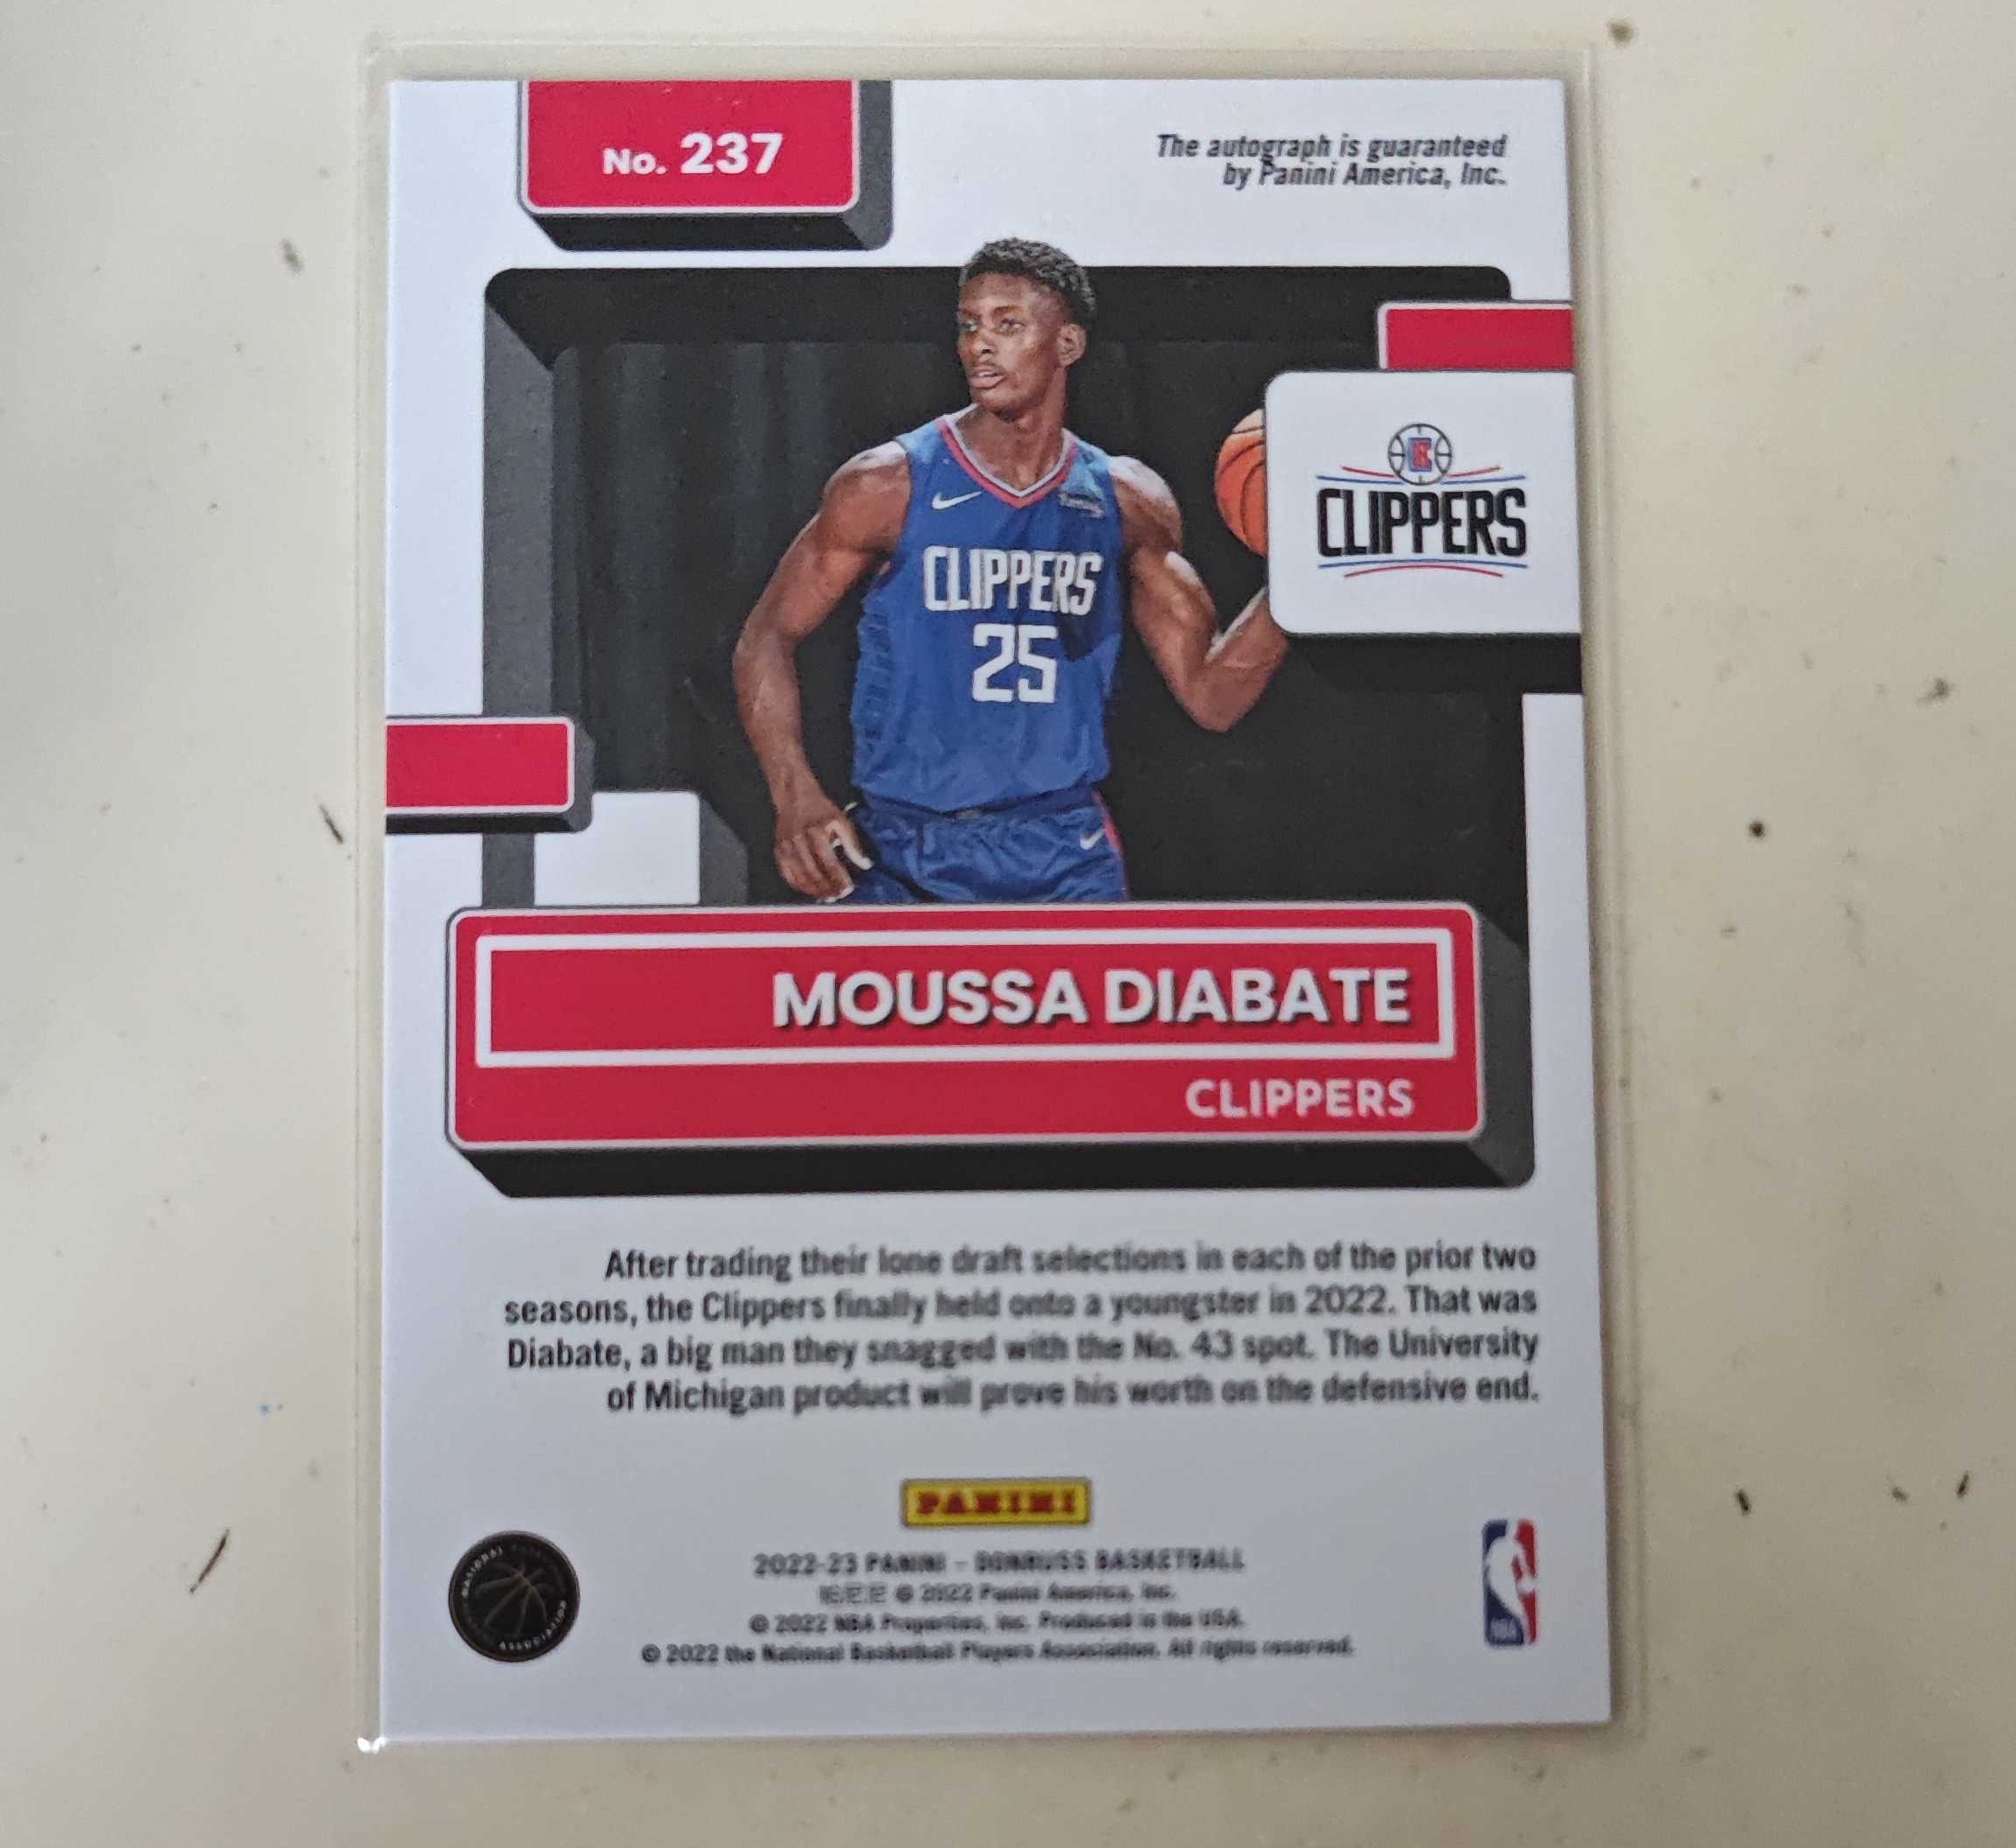 No. 237
The autograph is guaranteed
by Panini America, Inc.
CLIPPERS
CLIPPERS
25
MOUSSA DIABATE
CLIPPERS
After trading their lone draft selections in each of the prior two
seasons, the Clippers finally held onto a youngster in 2022. That was
Diabate, a big man they snagged with the No. 43 spot. The University
of Michigan product will prove his worth on the defensive end.
PANINI
2022-23 PANINI – DONRUSS BASKETBALL
© 2022 Panini America, Inc.
© 2022 NBA Properties, Inc. Produced in the USA.
© 2022 the National Basketball Players Association. All rights reserved.
NATIONAL
ASSOCIATION
NBA